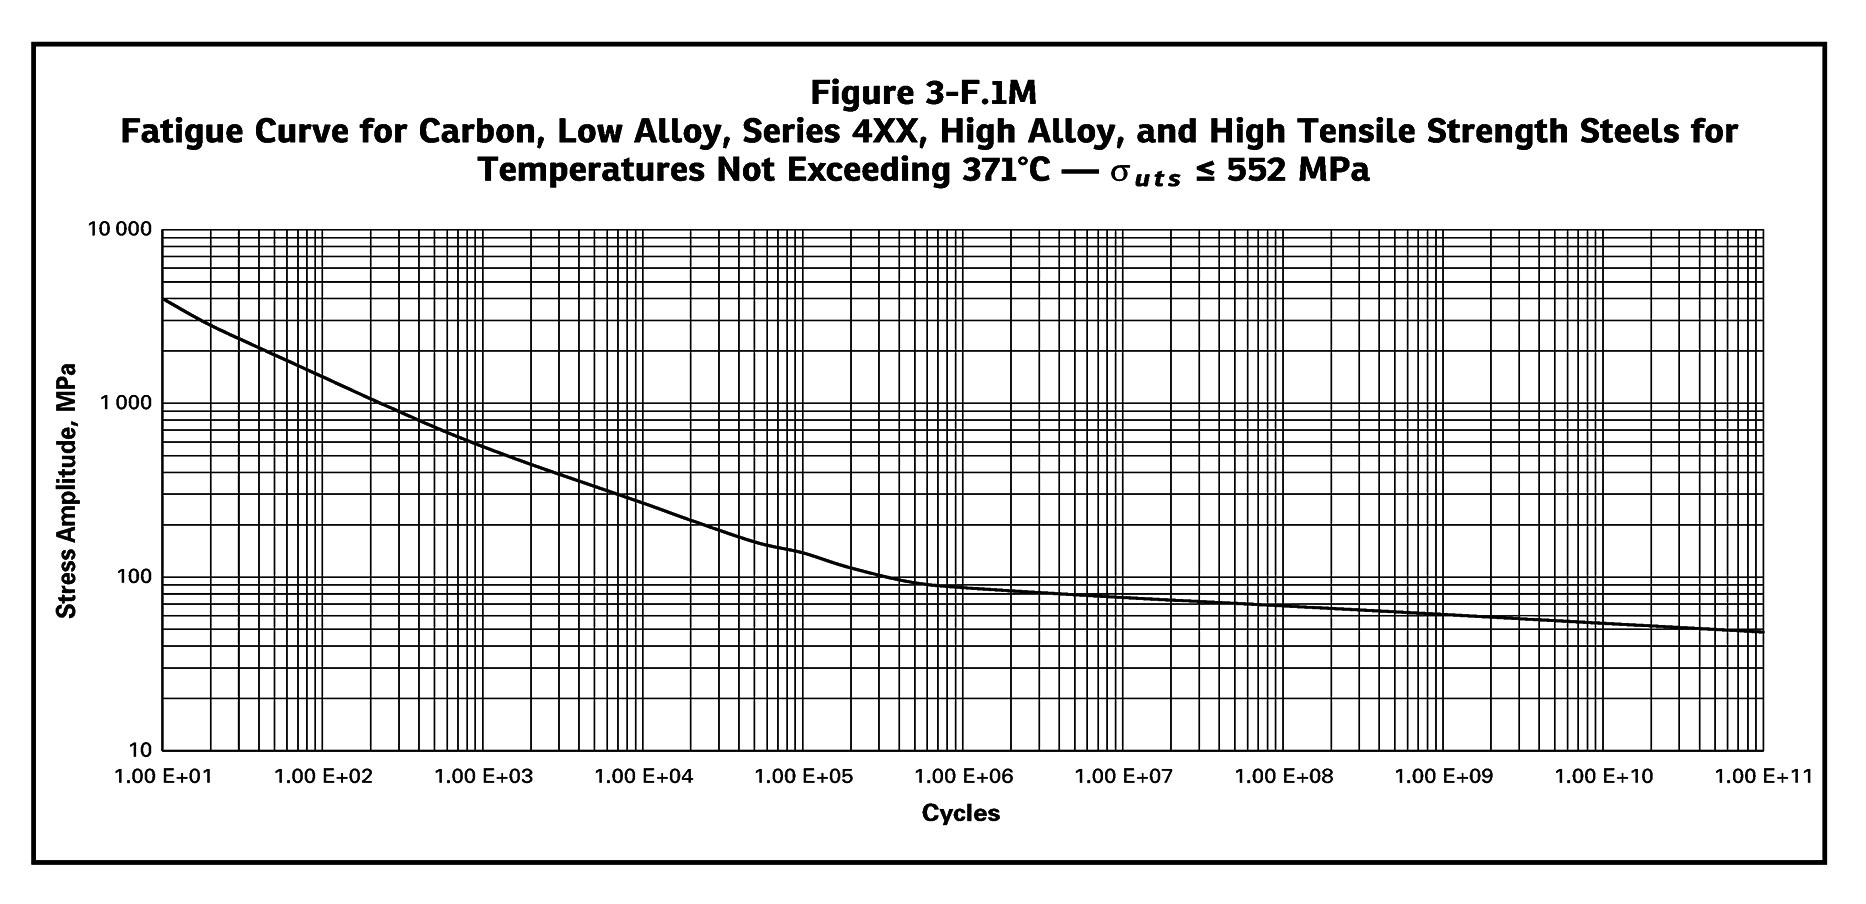 Figure 3-F.1M
Fatigue Curve for Carbon, Low Alloy, Series 4XX, High Alloy, and High Tensile Strength Steels for
Temperatures Not Exceeding 371°C — σuts ≤ 552 MPa
10 000
1 000
100
10
Stress Amplitude, MPa
1.00 E+01 1.00 E+02 1.00 E+03 1.00 E+04 1.00 E+05 1.00 E+06 1.00 E+07 1.00 E+08 1.00 E+09 1.00 E+10 1.00 E+11
Cycles